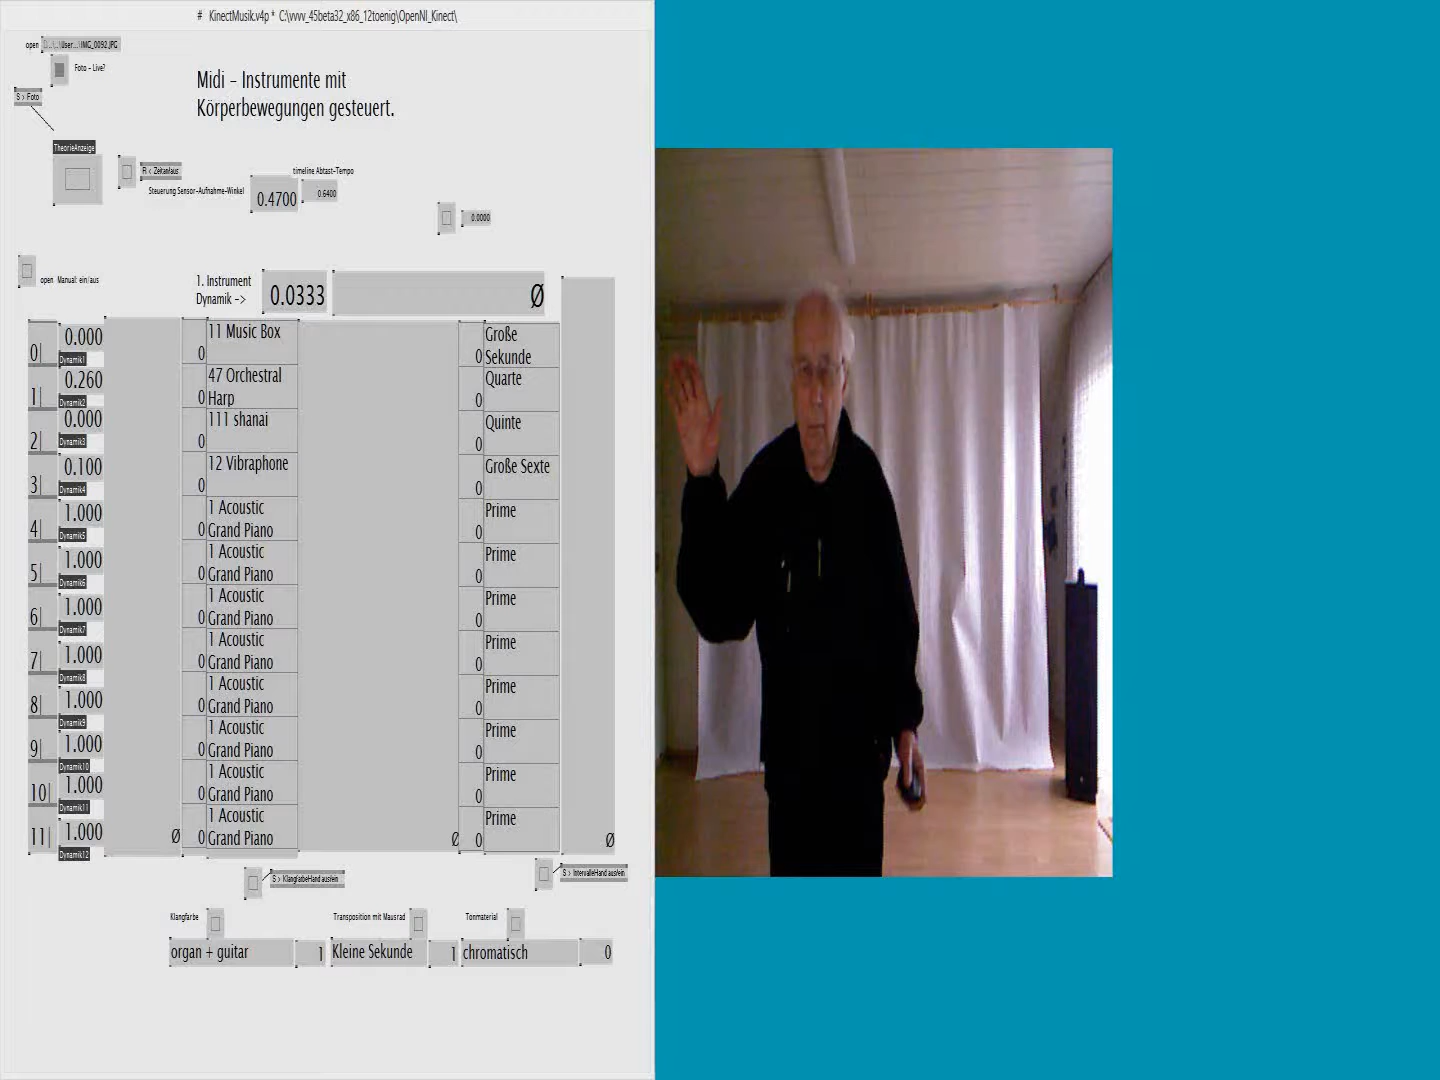 # KinectMusik.v4p * C:\vvvv_45beta32_x86_12toenig\OpenNI_Kinect\
open
Foto - Live?
S > Foto
Midi - Instrumente mit
Körperbewegungen gesteuert.
TheorieAnzeige
timeline Abtast-Tempo
Steuerung Sensor-Aufnahme-Winkel
0.4700
0.6400
0.0000
open Manual: ein/aus
1. Instrument
Dynamik ->
0.0333
Ø
0| 0.000 Dynamik1 0 11 Music Box 0 Große Sekunde
1| 0.260 Dynamik2 0 47 Orchestral Harp 0 Quarte
2| 0.000 Dynamik3 0 111 shanai 0 Quinte
3| 0.100 Dynamik4 0 12 Vibraphone 0 Große Sexte
4| 1.000 Dynamik5 0 1 Acoustic Grand Piano 0 Prime
5| 1.000 Dynamik6 0 1 Acoustic Grand Piano 0 Prime
6| 1.000 Dynamik7 0 1 Acoustic Grand Piano 0 Prime
7| 1.000 Dynamik8 0 1 Acoustic Grand Piano 0 Prime
8| 1.000 Dynamik9 0 1 Acoustic Grand Piano 0 Prime
9| 1.000 Dynamik10 0 1 Acoustic Grand Piano 0 Prime
10| 1.000 Dynamik11 0 1 Acoustic Grand Piano 0 Prime
11| 1.000 Dynamik12 Ø 0 1 Acoustic Grand Piano Ø 0 Prime Ø
S > KlangfarbeHand aus/ein
S > IntervalleHand aus/ein
Klangfarbe
Transposition mit Mausrad
Tonmaterial
organ + guitar 1
Kleine Sekunde 1
chromatisch 0